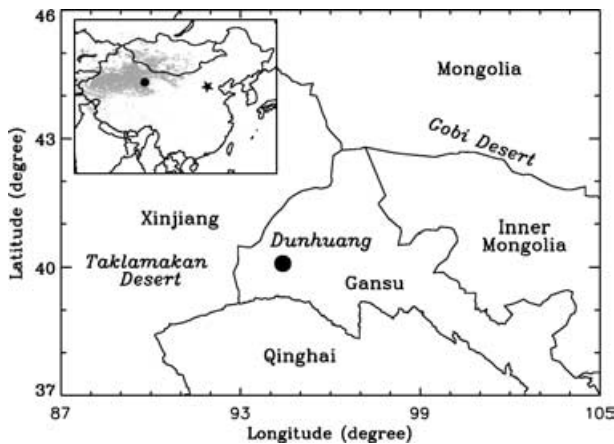 46
Mongolia
43
Gobi Desert
Xinjiang
Inner
Mongolia
Dunhuang
Taklamakan
Desert
40
Gansu
Qinghai
37
87
93
99
105
Longitude (degree)
Latitude (degree)